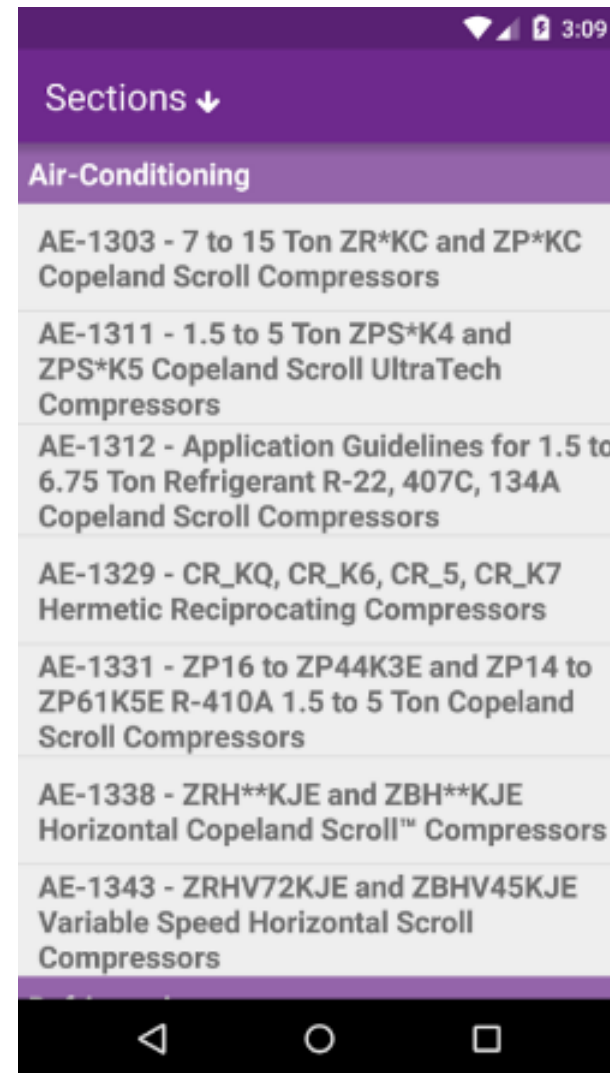 3:09
Sections
Air-Conditioning
AE-1303 - 7 to 15 Ton ZR*KC and ZP*KC
Copeland Scroll Compressors
AE-1311 - 1.5 to 5 Ton ZPS*K4 and
ZPS*K5 Copeland Scroll UltraTech
Compressors
AE-1312 - Application Guidelines for 1.5 to
6.75 Ton Refrigerant R-22, 407C, 134A
Copeland Scroll Compressors
AE-1329 - CR_KQ, CR_K6, CR_5, CR_K7
Hermetic Reciprocating Compressors
AE-1331 - ZP16 to ZP44K3E and ZP14 to
ZP61K5E R-410A 1.5 to 5 Ton Copeland
Scroll Compressors
AE-1338 - ZRH**KJE and ZBH**KJE
Horizontal Copeland Scroll™ Compressors
AE-1343 - ZRHV72KJE and ZBHV45KJE
Variable Speed Horizontal Scroll
Compressors